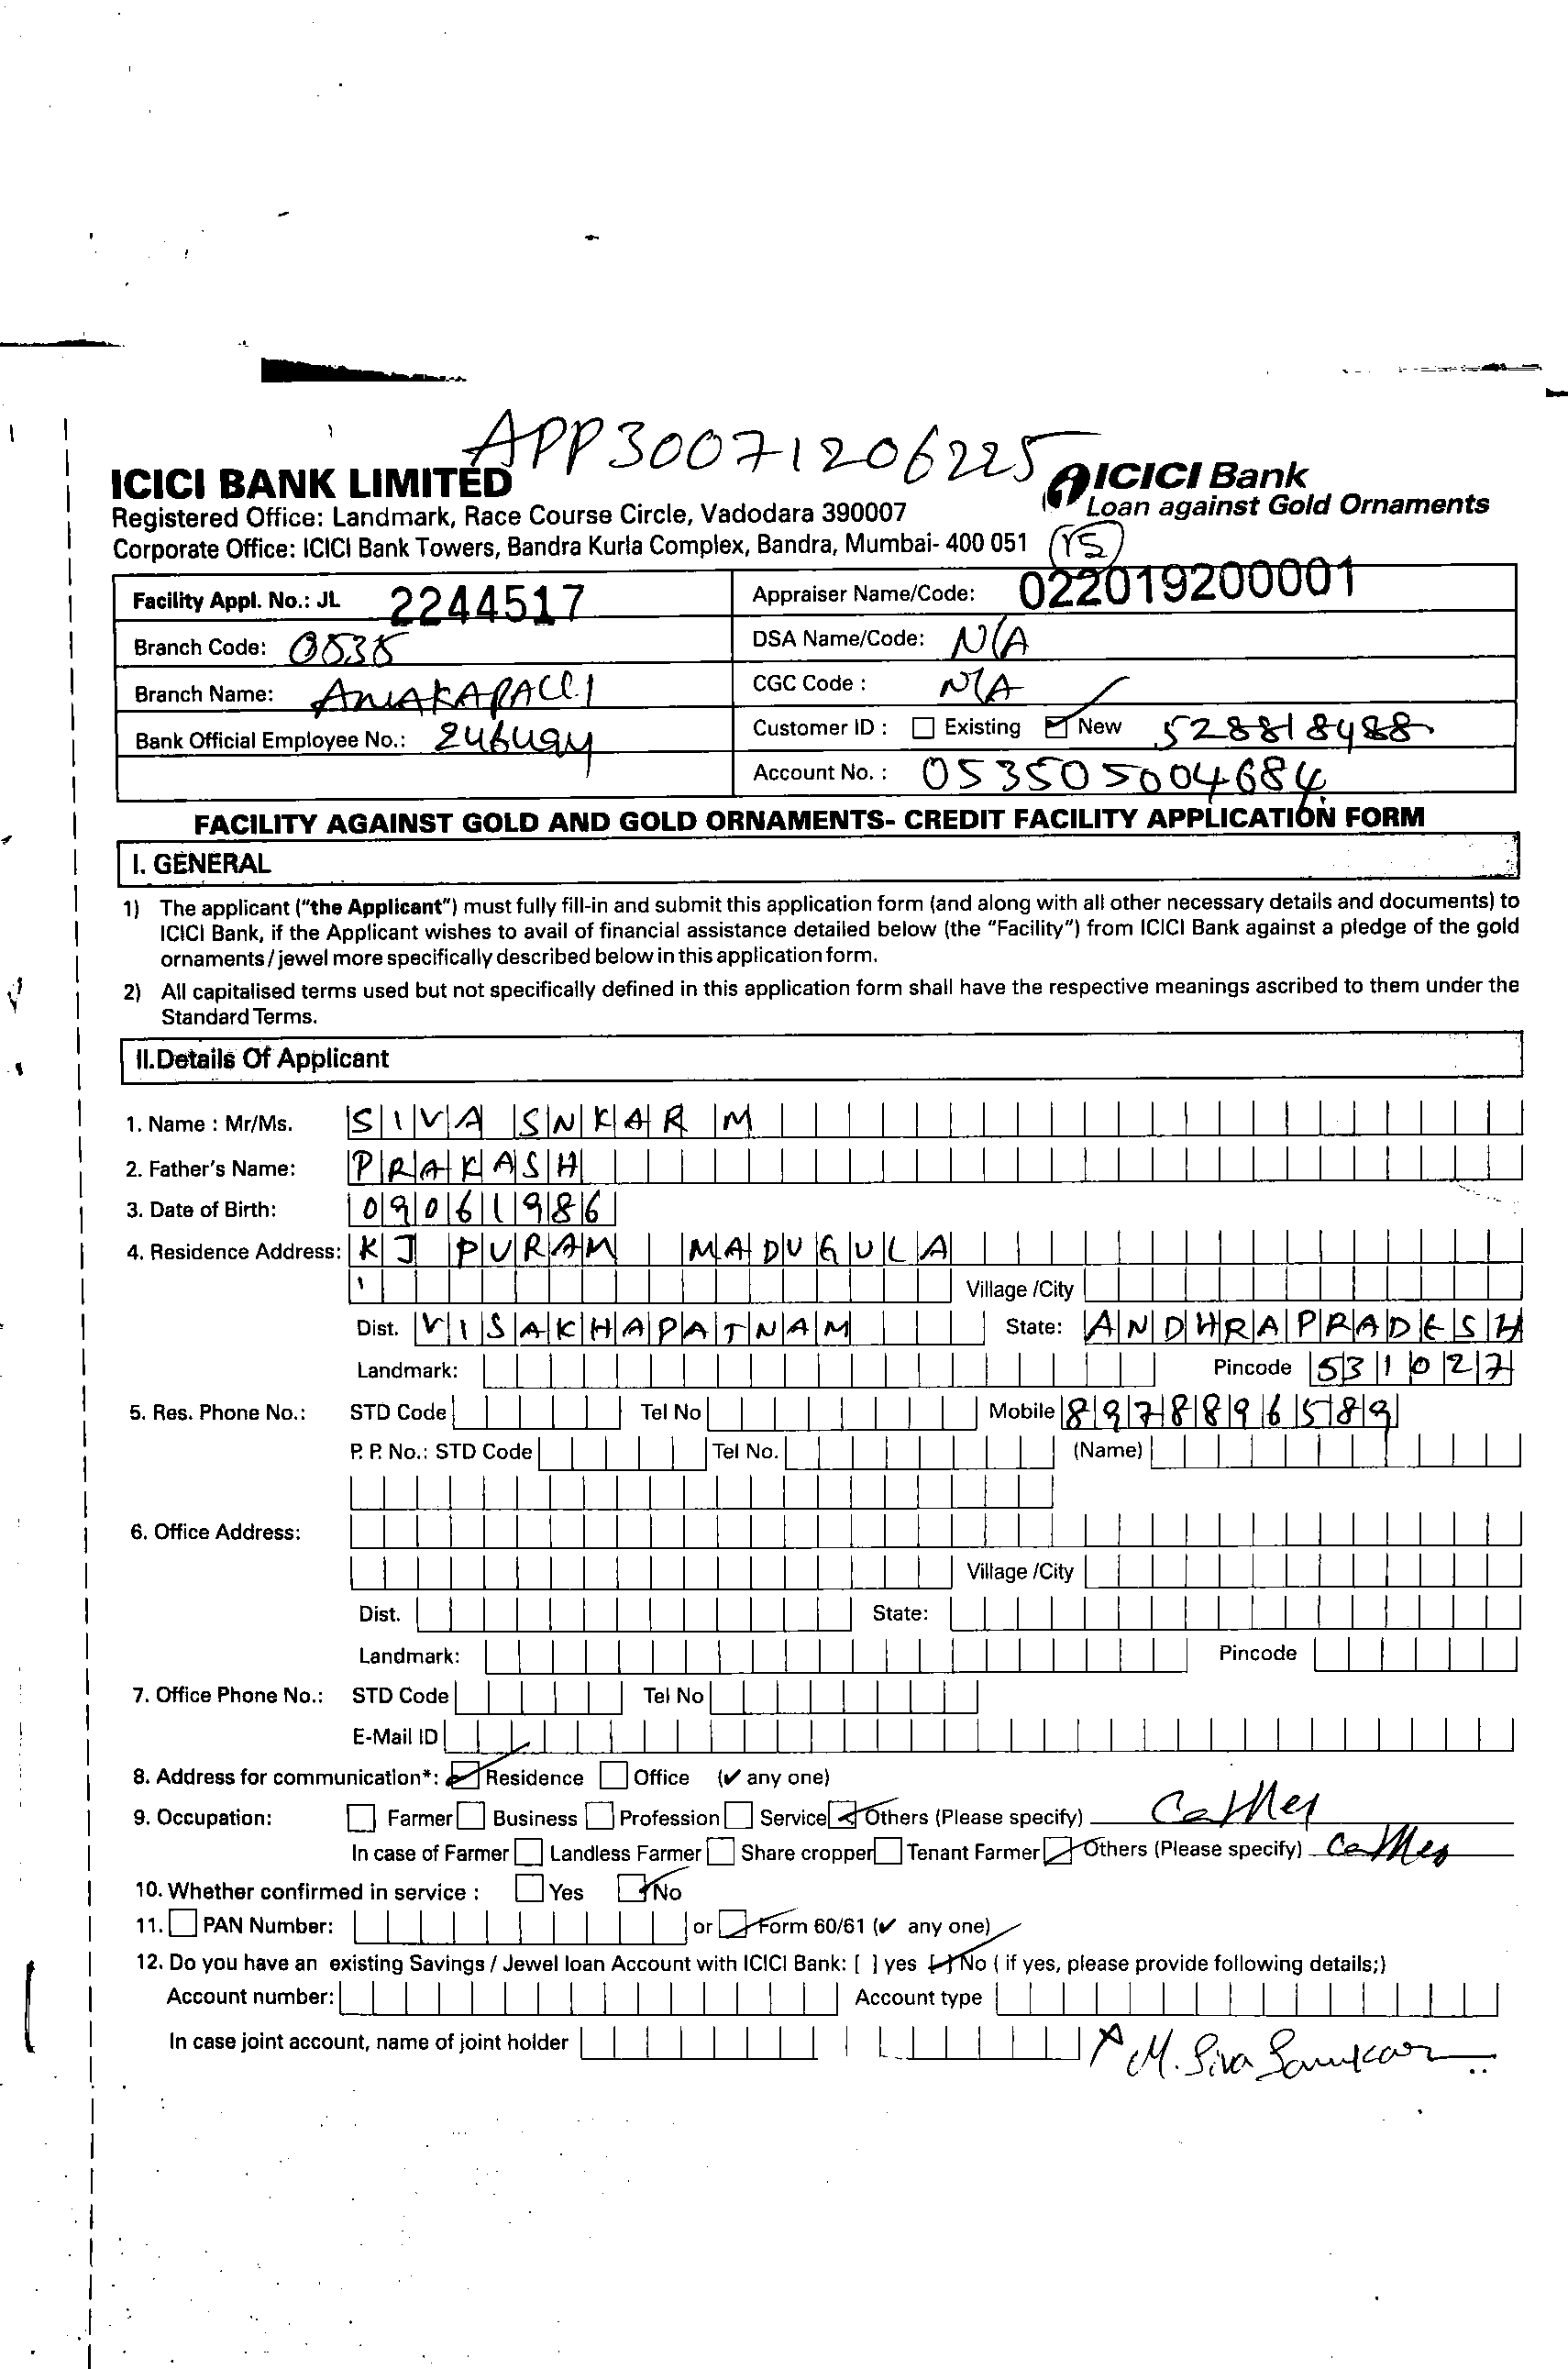 APP30071206225
ICICI BANK LIMITED
ICICI Bank
Registered Office: Landmark, Race Course Circle, Vadodara 390007
Loan against Gold Ornaments
Corporate Office: ICICI Bank Towers, Bandra Kurla Complex, Bandra, Mumbai- 400 051
Facility Appl. No.: JL 2244517 Appraiser Name/Code: 022019200001
Branch Code: 0535 DSA Name/Code: N/A
Branch Name: CGC Code : N/A
Bank Official Employee No.: Customer ID : Existing New 528818488
Account No. : 053505004684
FACILITY AGAINST GOLD AND GOLD ORNAMENTS- CREDIT FACILITY APPLICATION FORM
I. GENERAL
1) The applicant ("the Applicant") must fully fill-in and submit this application form (and along with all other necessary details and documents) to
ICICI Bank, if the Applicant wishes to avail of financial assistance detailed below (the "Facility") from ICICI Bank against a pledge of the gold
ornaments / jewel more specifically described below in this application form.
2) All capitalised terms used but not specifically defined in this application form shall have the respective meanings ascribed to them under the
Standard Terms.
II.Details Of Applicant
1. Name : Mr/Ms. SIVA SNKAR M
2. Father's Name: PRAKASH
3. Date of Birth: 09061986
4. Residence Address: KJ PURAM MADUGULA
Village /City
Dist. VISAKHAPATNAM State: ANDHRAPRADESH
Landmark: Pincode 531027
5. Res. Phone No.: STD Code Tel No Mobile 8978896589
P. P. No.: STD Code Tel No. (Name)
6. Office Address:
Village /City
Dist. State:
Landmark: Pincode
7. Office Phone No.: STD Code Tel No
E-Mail ID
8. Address for communication*: Residence Office (✔ any one)
9. Occupation: Farmer Business Profession Service Others (Please specify)
In case of Farmer Landless Farmer Share cropper Tenant Farmer Others (Please specify)
10. Whether confirmed in service : Yes No
11. PAN Number: or Form 60/61 (✔ any one)
12. Do you have an existing Savings / Jewel loan Account with ICICI Bank: [ ] yes [ ] No ( if yes, please provide following details;)
Account number: Account type
In case joint account, name of joint holder X M. Siva Sankar